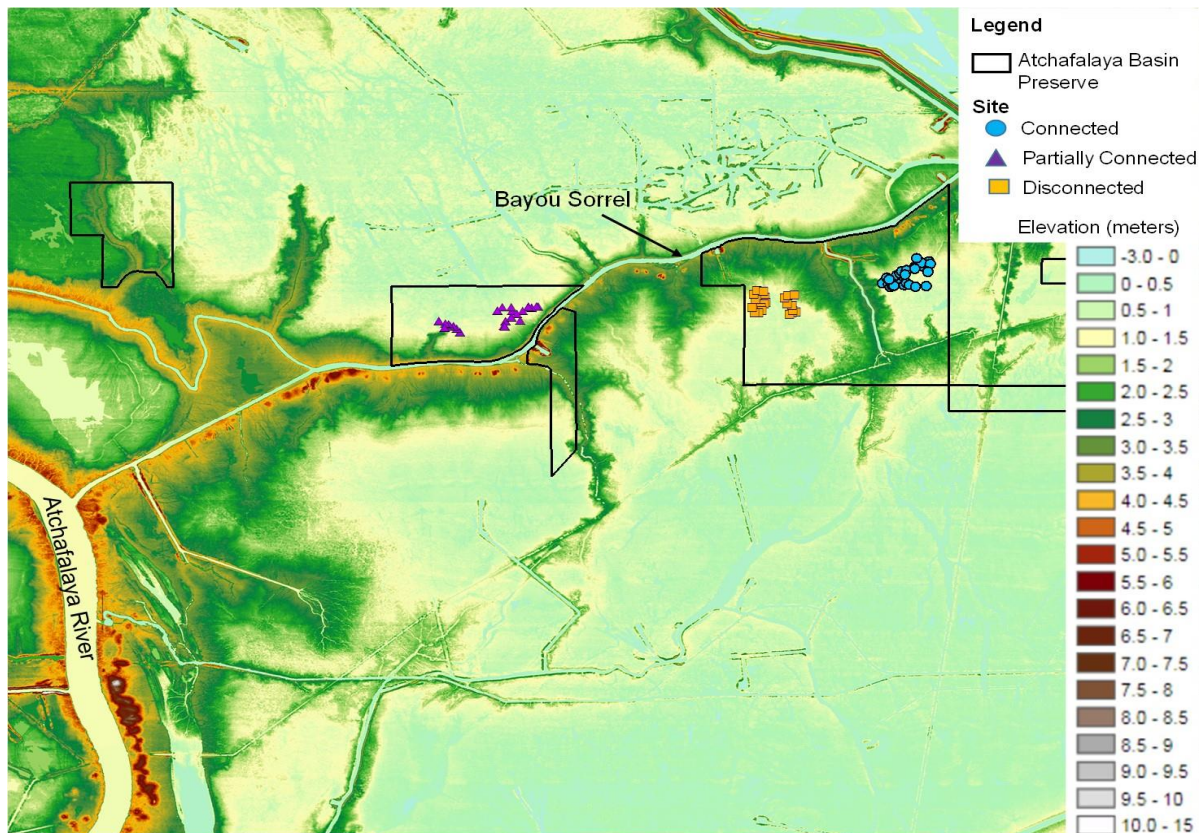 Legend
Atchafalaya Basin
Preserve
Site
Connected
Partially Connected
Disconnected
Elevation (meters)
-3.0 - 0
0 - 0.5
0.5 - 1
1.0 - 1.5
1.5 - 2
2.0 - 2.5
2.5 - 3
3.0 - 3.5
3.5 - 4
4.0 - 4.5
4.5 - 5
5.0 - 5.5
5.5 - 6
6.0 - 6.5
6.5 - 7
7.0 - 7.5
7.5 - 8
8.0 - 8.5
8.5 - 9
9.0 - 9.5
9.5 - 10
10.0 - 15
Bayou Sorrel
Atchafalaya River